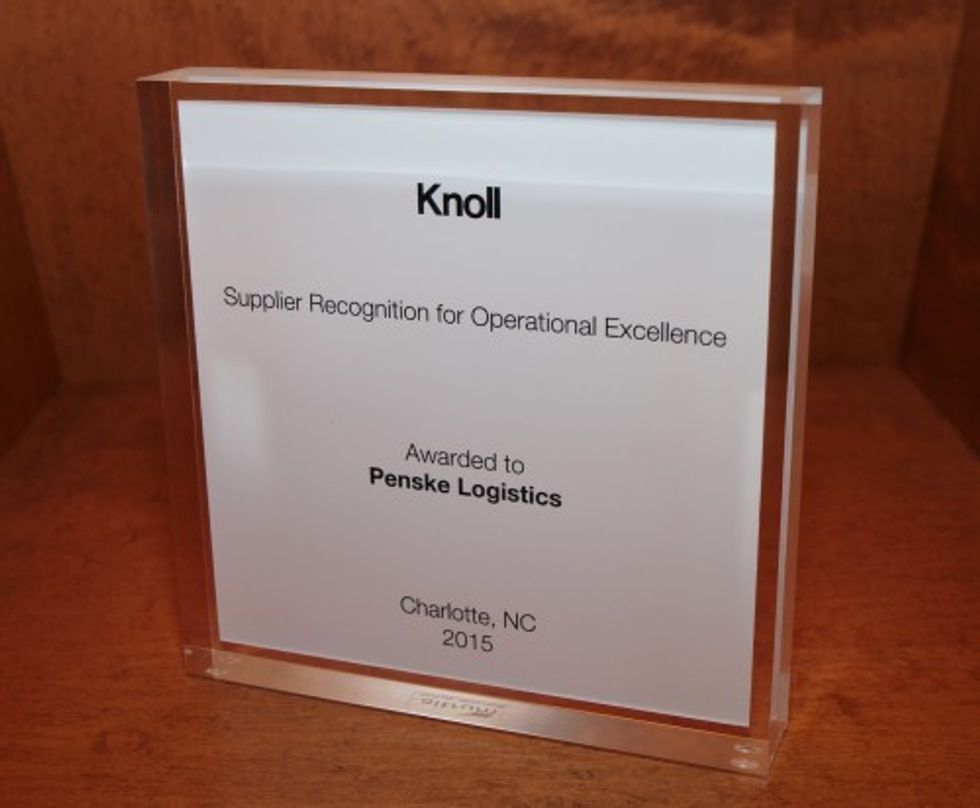 Knoll
Supplier Recognition for Operational Excellence
Awarded to
Penske Logistics
Charlotte, NC
2015